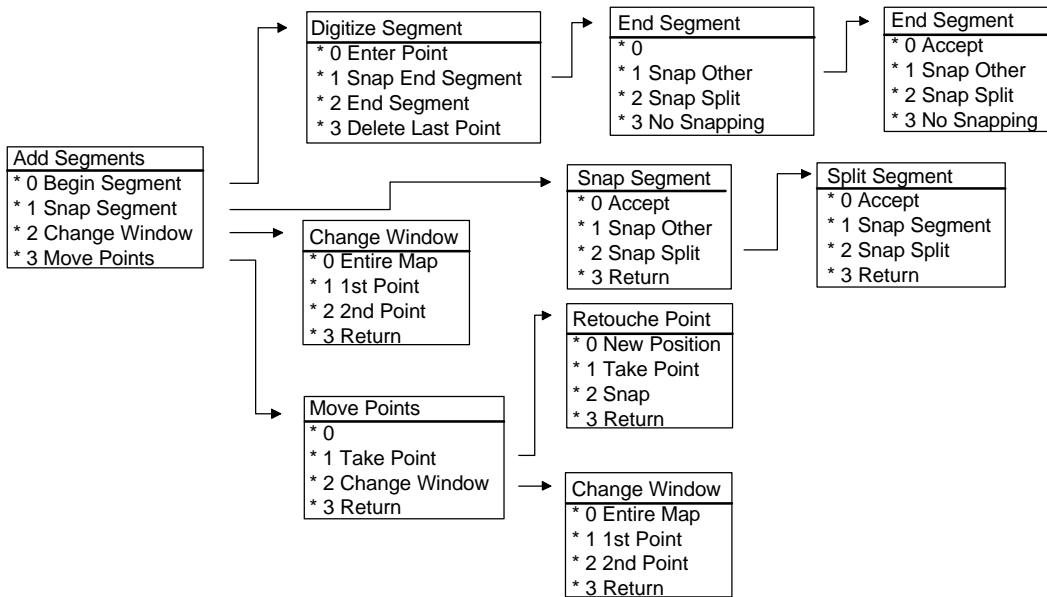 Digitize Segment
* 0 Enter Point
* 1 Snap End Segment
* 2 End Segment
* 3 Delete Last Point
End Segment
* 0
* 1 Snap Other
* 2 Snap Split
* 3 No Snapping
End Segment
* 0 Accept
* 1 Snap Other
* 2 Snap Split
* 3 No Snapping
Add Segments
* 0 Begin Segment
* 1 Snap Segment
* 2 Change Window
* 3 Move Points
Snap Segment
* 0 Accept
* 1 Snap Other
* 2 Snap Split
* 3 Return
Split Segment
* 0 Accept
* 1 Snap Segment
* 2 Snap Split
* 3 Return
Change Window
* 0 Entire Map
* 1 1st Point
* 2 2nd Point
* 3 Return
Retouche Point
* 0 New Position
* 1 Take Point
* 2 Snap
* 3 Return
Move Points
* 0
* 1 Take Point
* 2 Change Window
* 3 Return
Change Window
* 0 Entire Map
* 1 1st Point
* 2 2nd Point
* 3 Return